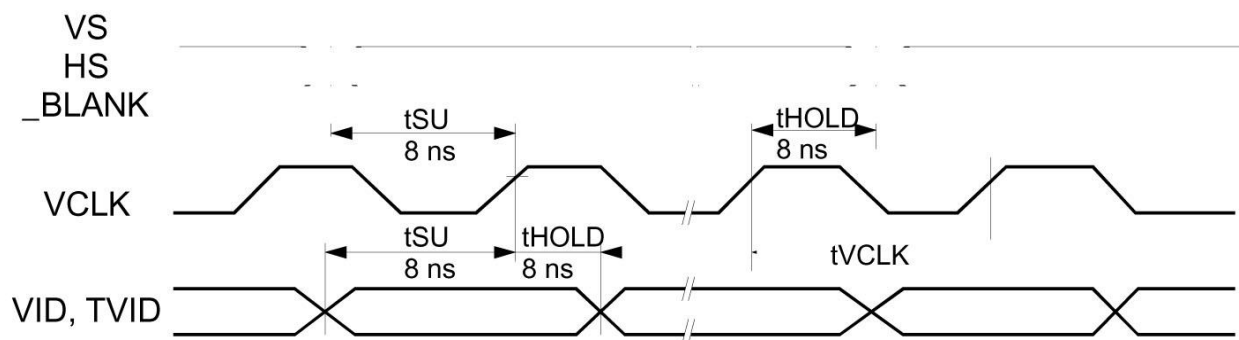 VS
HS
_BLANK
tSU
8 ns
tHOLD
8 ns
VCLK
tSU
8 ns
tHOLD
8 ns
tVCLK
VID, TVID